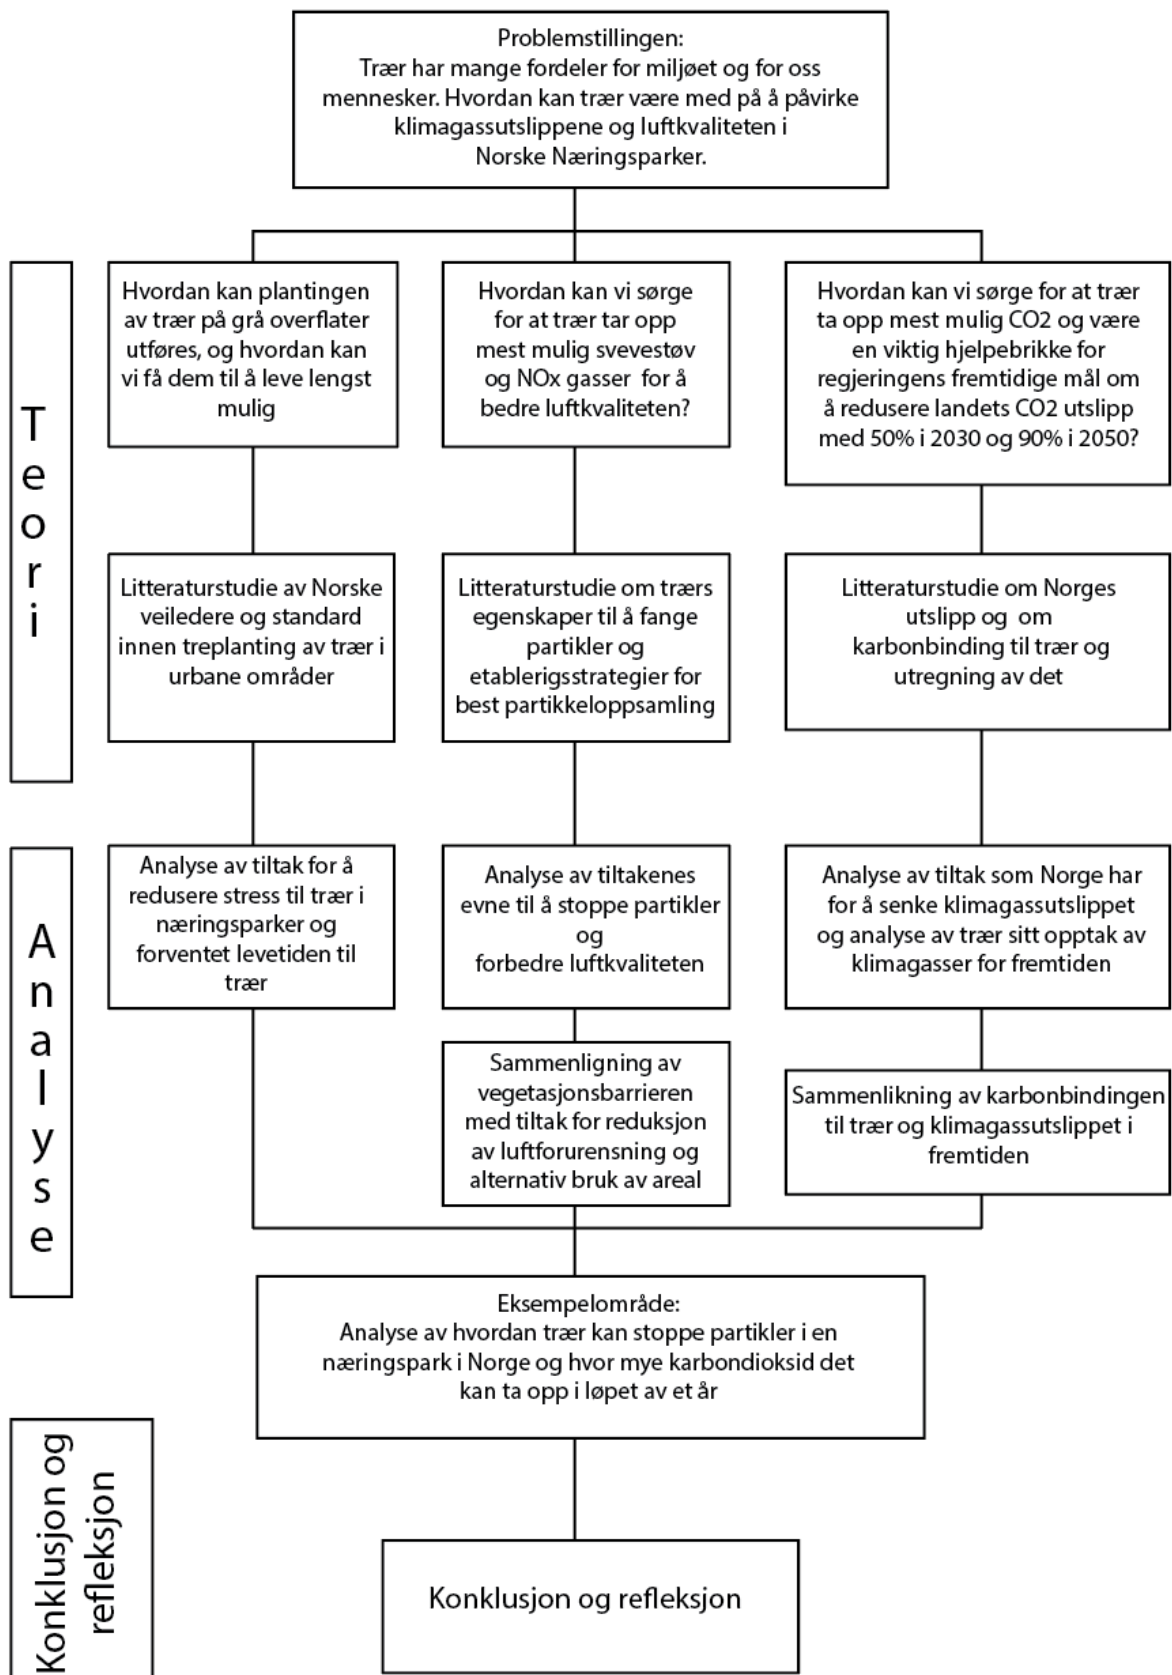 Problemstillingen:
Trær har mange fordeler for miljøet og for oss
mennesker. Hvordan kan trær være med på å påvirke
klimagassutslippene og luftkvaliteten i
Norske Næringsparker.
Teori
Hvordan kan plantingen
av trær på grå overflater
utføres, og hvordan kan
vi få dem til å leve lengst
mulig
Hvordan kan vi sørge
for at trær tar opp
mest mulig svevestøv
og NOx gasser for å
bedre luftkvaliteten?
Hvordan kan vi sørge for at trær
ta opp mest mulig CO2 og være
en viktig hjelpebrikke for
regjeringens fremtidige mål om
å redusere landets CO2 utslipp
med 50% i 2030 og 90% i 2050?
Litteraturstudie av Norske
veiledere og standard
innen treplanting av trær i
urbane områder
Litteraturstudie om trærs
egenskaper til å fange
partikler og
etablerigsstrategier for
best partikkeloppsamling
Litteraturstudie om Norges
utslipp og om
karbonbinding til trær og
utregning av det
Analyse
Analyse av tiltak for å
redusere stress til trær i
næringsparker og
forventet levetiden til
trær
Analyse av tiltakenes
evne til å stoppe partikler
og
forbedre luftkvaliteten
Analyse av tiltak som Norge har
for å senke klimagassutslippet
og analyse av trær sitt opptak av
klimagasser for fremtiden
Sammenligning av
vegetasjonsbarrieren
med tiltak for reduksjon
av luftforurensning og
alternativ bruk av areal
Sammenlikning av karbonbindingen
til trær og klimagassutslippet i
fremtiden
Eksempelområde:
Analyse av hvordan trær kan stoppe partikler i en
næringspark i Norge og hvor mye karbondioksid det
kan ta opp i løpet av et år
Konklusjon og
refleksjon
Konklusjon og refleksjon